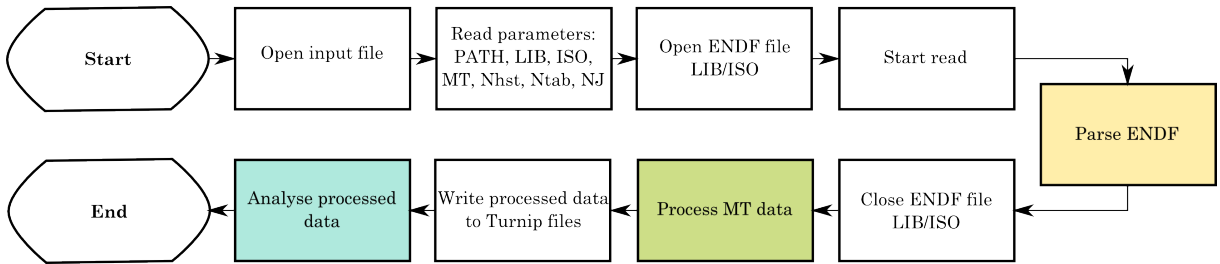 Start
Open input file
Read parameters:
PATH, LIB, ISO,
MT, Nhst, Ntab, NJ
Open ENDF file
LIB/ISO
Start read
Parse ENDF
Close ENDF file
LIB/ISO
Process MT data
Write processed data
to Turnip files
Analyse processed
data
End